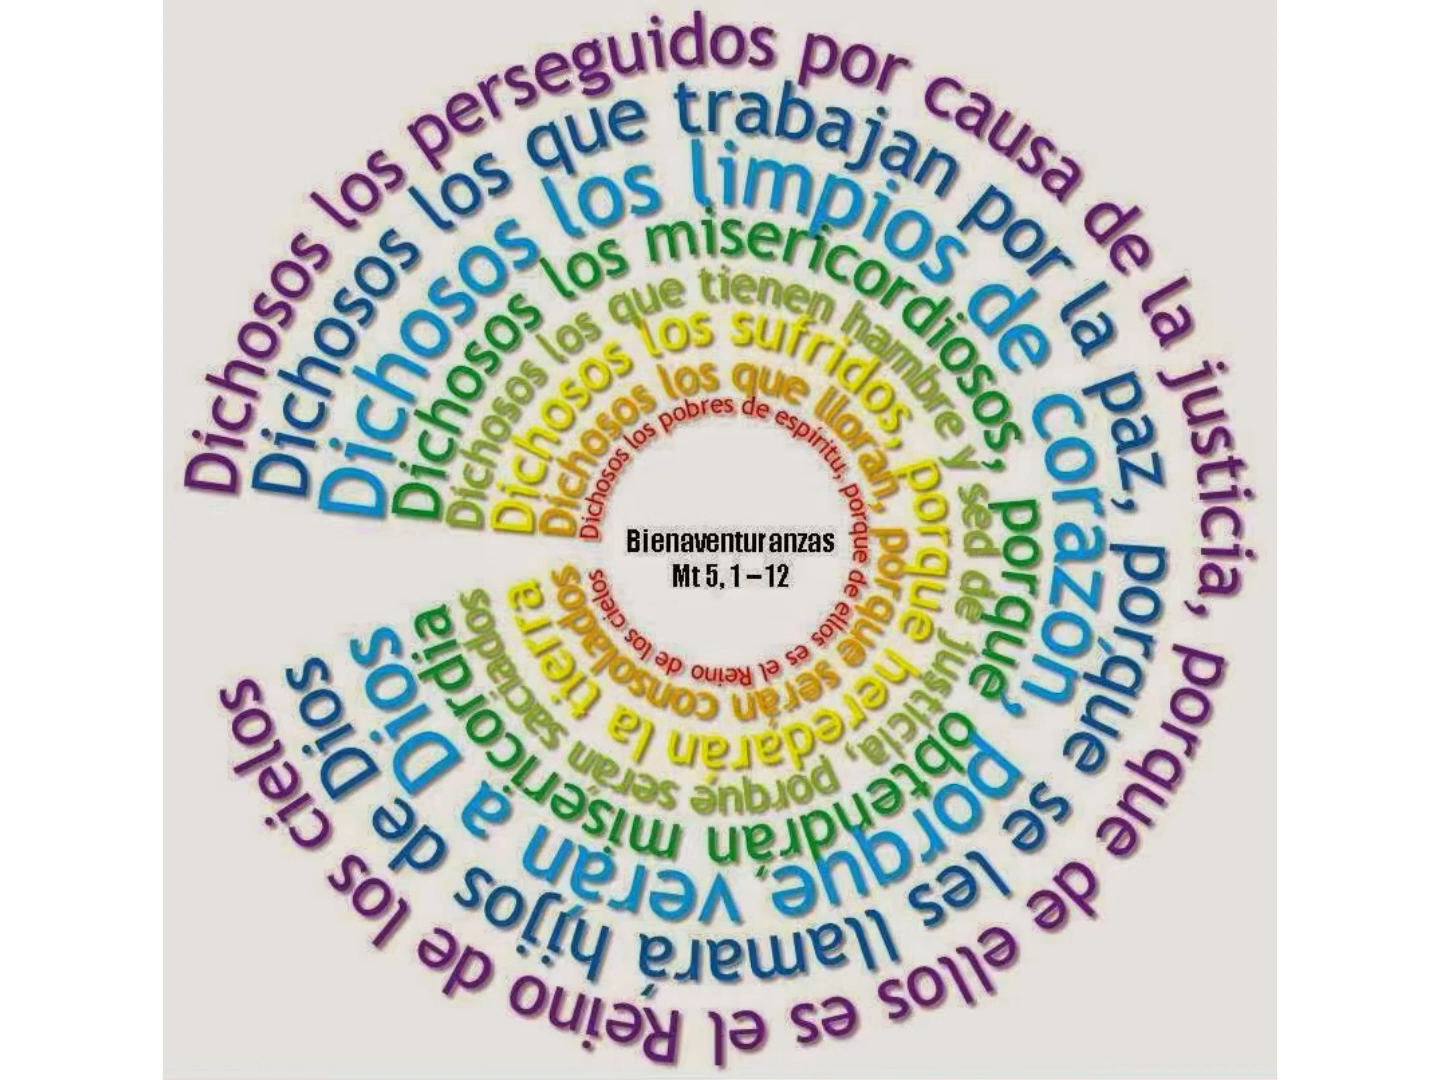 Bienaventuranzas
Mt 5, 1 – 12
Dichosos los pobres de espíritu, porque de ellos es el Reino de los cielos
Dichosos los que lloran, porque serán consolados
Dichosos los sufridos, porque heredarán la tierra
Dichosos los que tienen hambre y sed de justicia, porque serán saciados
Dichosos los misericordiosos, porque, obtendrán misericordia
Dichosos los limpios de corazón porque, verán a Dios
Dichosos los que trabajan por la paz, porque se les llamará hijos de Dios
Dichosos los perseguidos por causa de la justicia, porque de ellos es el Reino de los cielos